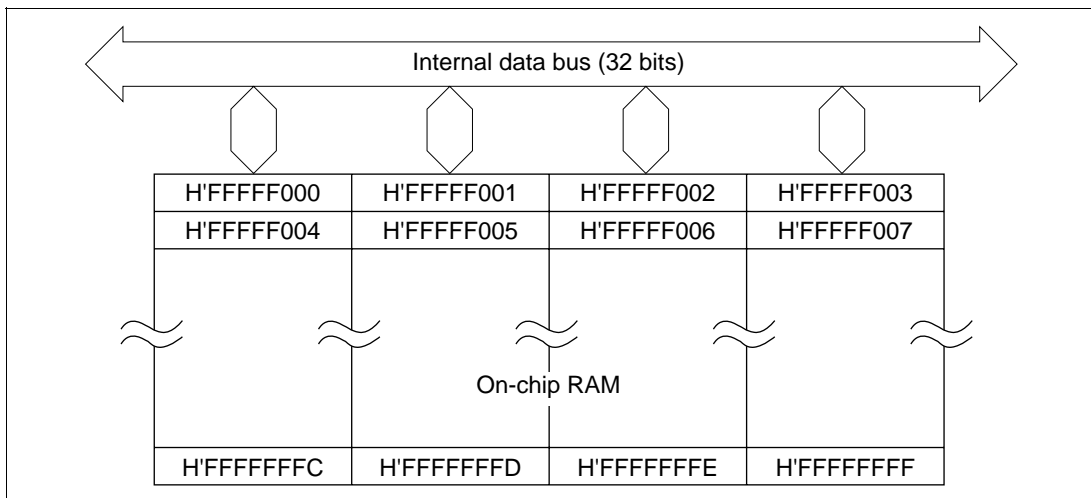 Internal data bus (32 bits)
H'FFFFF000 H'FFFFF001 H'FFFFF002 H'FFFFF003
H'FFFFF004 H'FFFFF005 H'FFFFF006 H'FFFFF007
On-chip RAM
H'FFFFFFFC H'FFFFFFFD H'FFFFFFFE H'FFFFFFFF